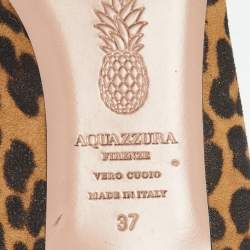 AQUAZZURA
FIRENZE
VERO CUOIO
MADE IN ITALY
37